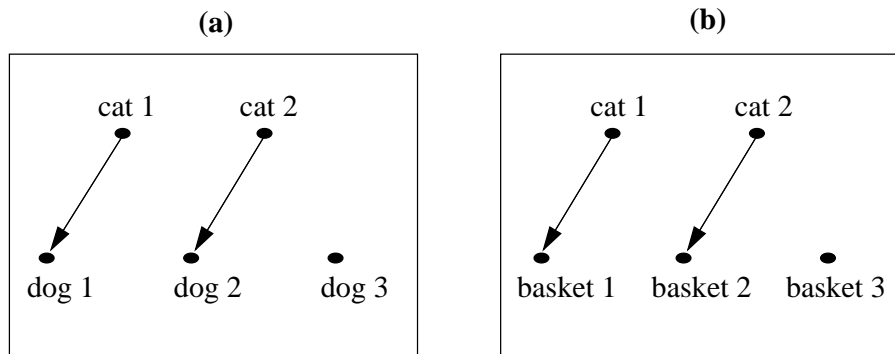 (a)
cat 1 cat 2
dog 1 dog 2 dog 3
(b)
cat 1 cat 2
basket 1 basket 2 basket 3